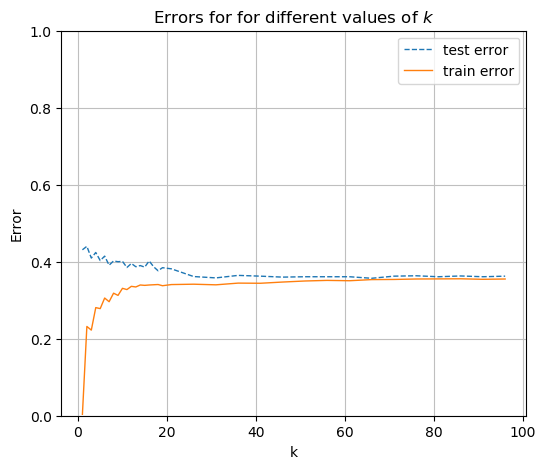 Errors for for different values of k
1.0
0.8
0.6
0.4
0.2
0.0
Error
test error
train error
0 20 40 60 80 100
k